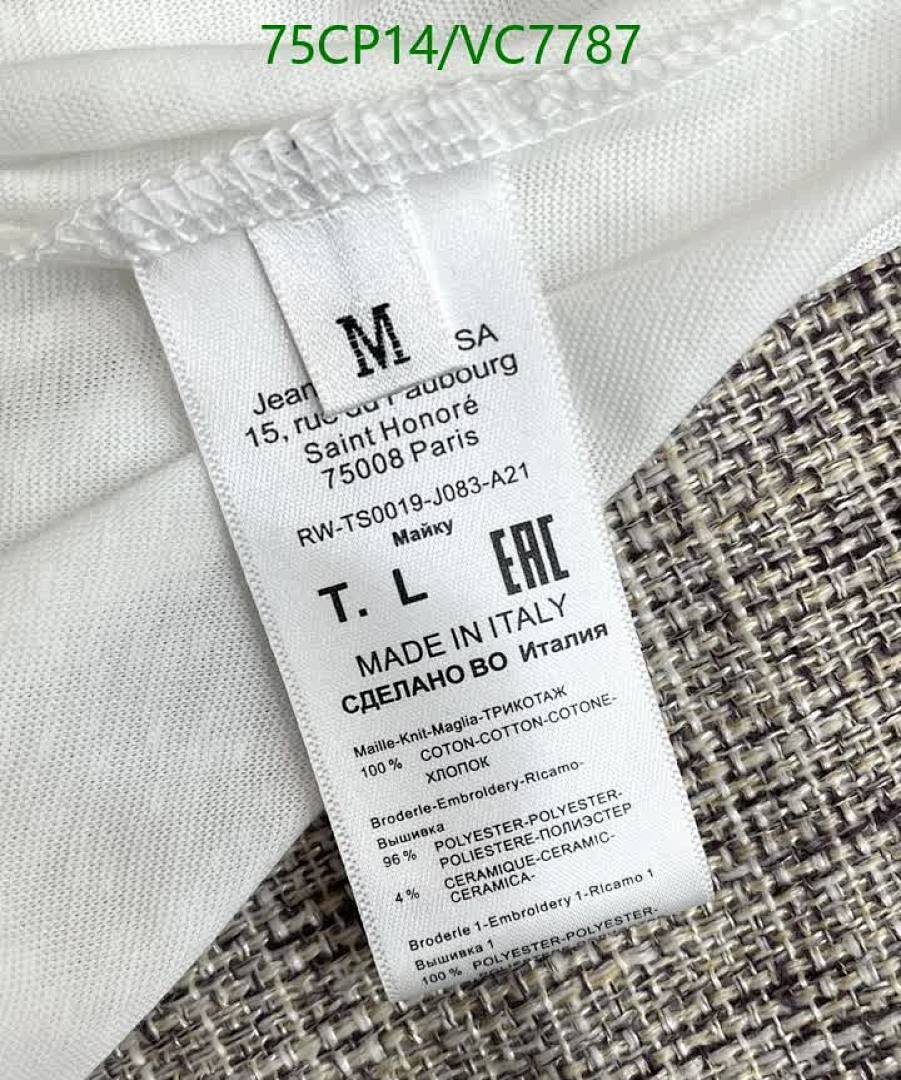 75CP14/VC7787
M
SA
Jean
15, rue du Faubourg
Saint Honoré
75008 Paris
RW-TS0019-J083-A21
Майку
T. L EAC
MADE IN ITALY
СДЕЛАНО ВО Италия
Maille-Knit-Maglia-ТРИКОТАЖ
100% COTON-COTTON-COTONE-
ХЛОПОК
Broderie-Embroidery-Ricamo-
Вышивка
96% POLYESTER-POLYESTER-
POLIESTERE-ПОЛИЭСТЕР
4% CERAMIQUE-CERAMIC-
CERAMICA-
Broderie 1-Embroidery 1-Ricamo 1
Вышивка 1
100% POLYESTER-POLYESTER-